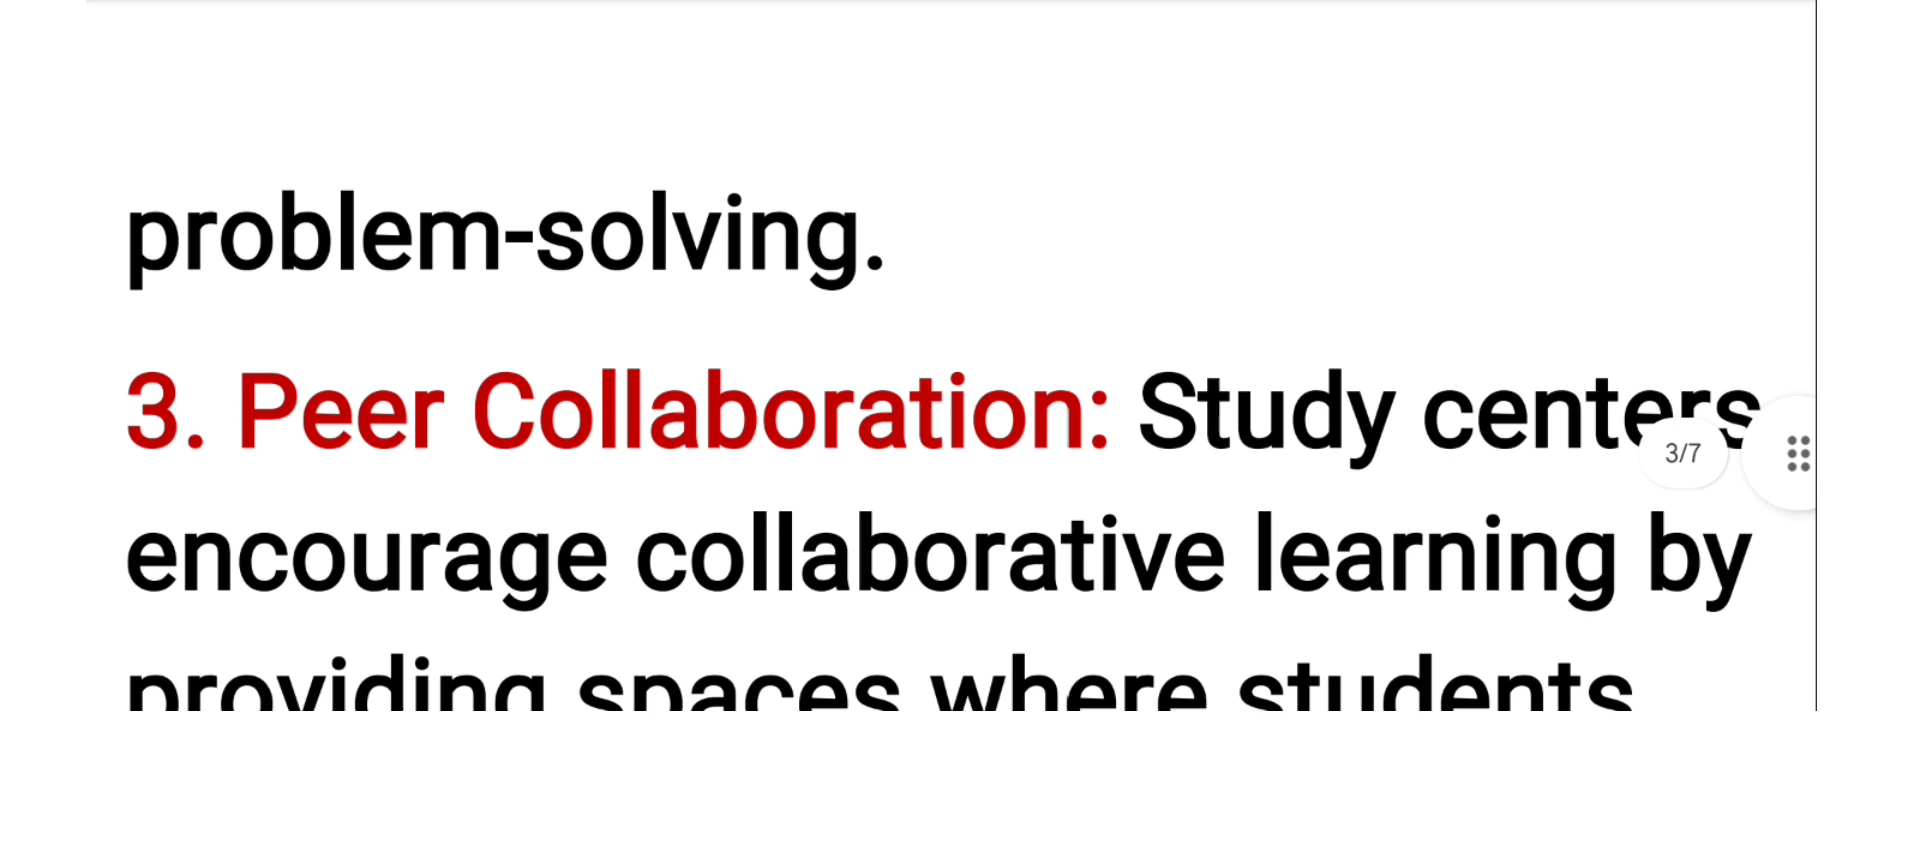 problem-solving.
3. Peer Collaboration: Study centers
3/7
encourage collaborative learning by
providing spaces where students